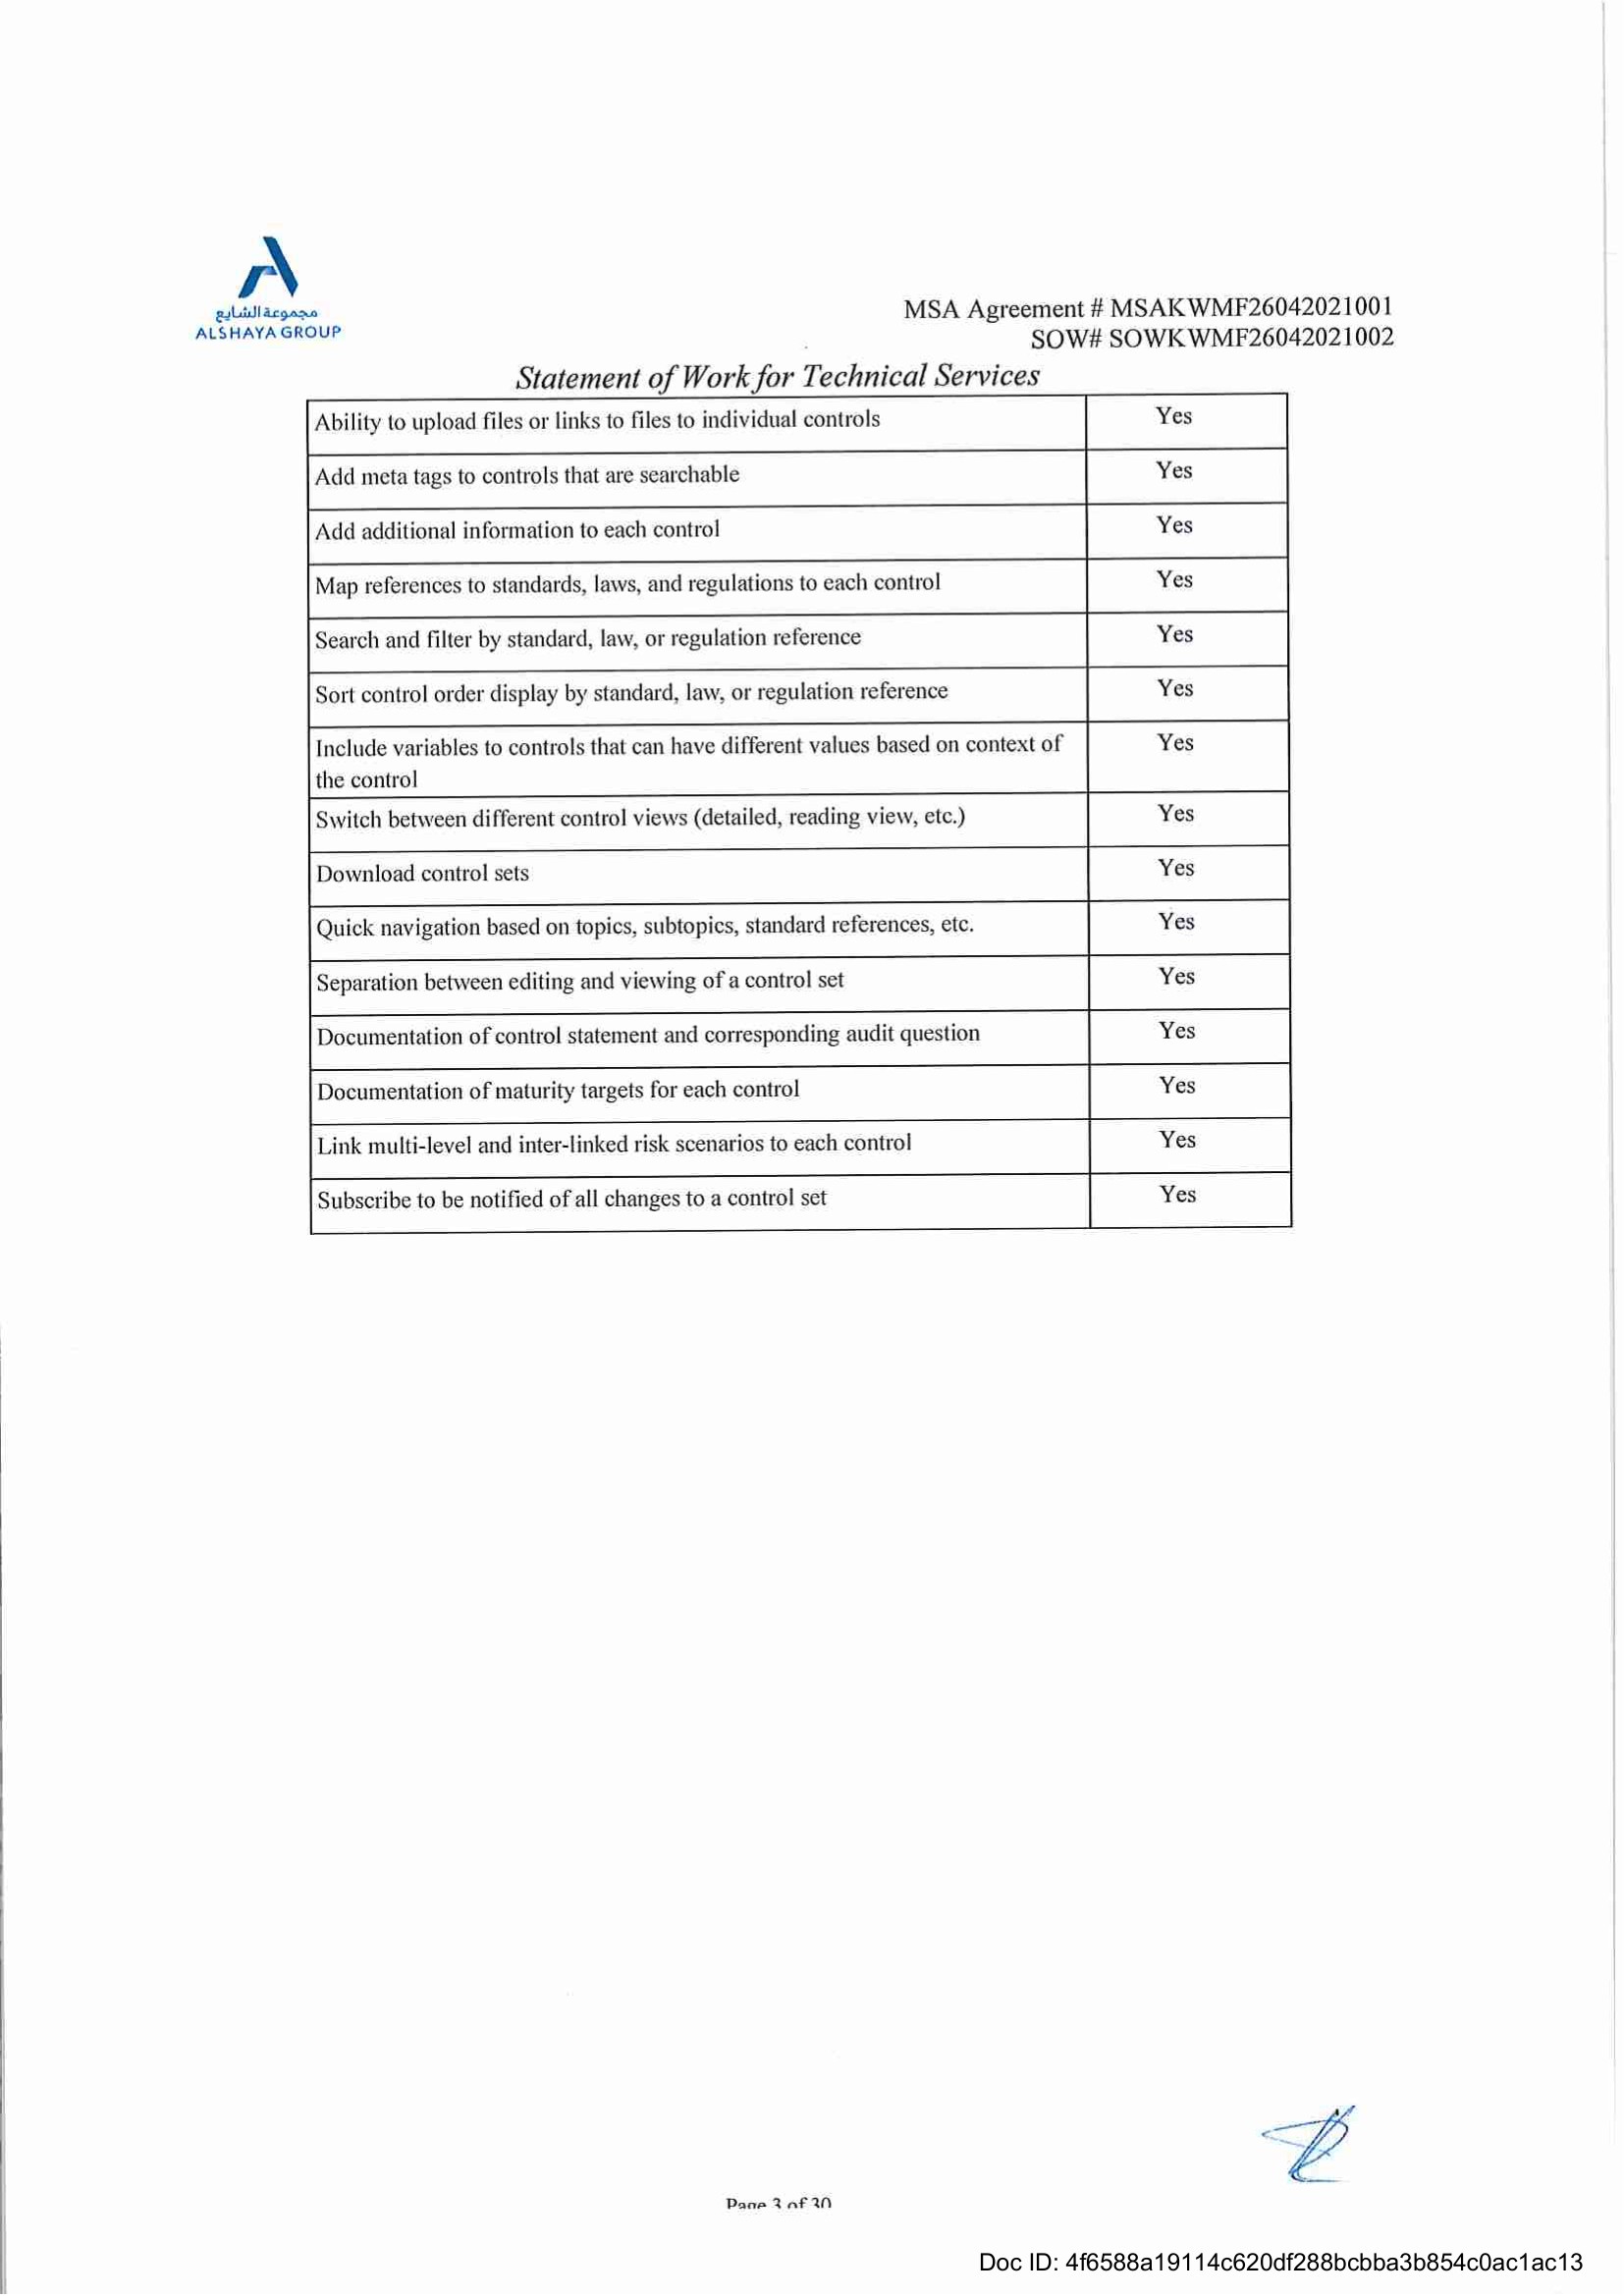 مجموعة الشايع
ALSHAYA GROUP
MSA Agreement # MSAKWMF26042021001
SOW# SOWKWMF26042021002
Statement of Work for Technical Services
Ability to upload files or links to files to individual controls Yes
Add meta tags to controls that are searchable Yes
Add additional information to each control Yes
Map references to standards, laws, and regulations to each control Yes
Search and filter by standard, law, or regulation reference Yes
Sort control order display by standard, law, or regulation reference Yes
Include variables to controls that can have different values based on context of Yes
the control
Switch between different control views (detailed, reading view, etc.) Yes
Download control sets Yes
Quick navigation based on topics, subtopics, standard references, etc. Yes
Separation between editing and viewing of a control set Yes
Documentation of control statement and corresponding audit question Yes
Documentation of maturity targets for each control Yes
Link multi-level and inter-linked risk scenarios to each control Yes
Subscribe to be notified of all changes to a control set Yes
Page 3 of 30
Doc ID: 4f6588a19114c620df288bcbba3b854c0ac1ac13